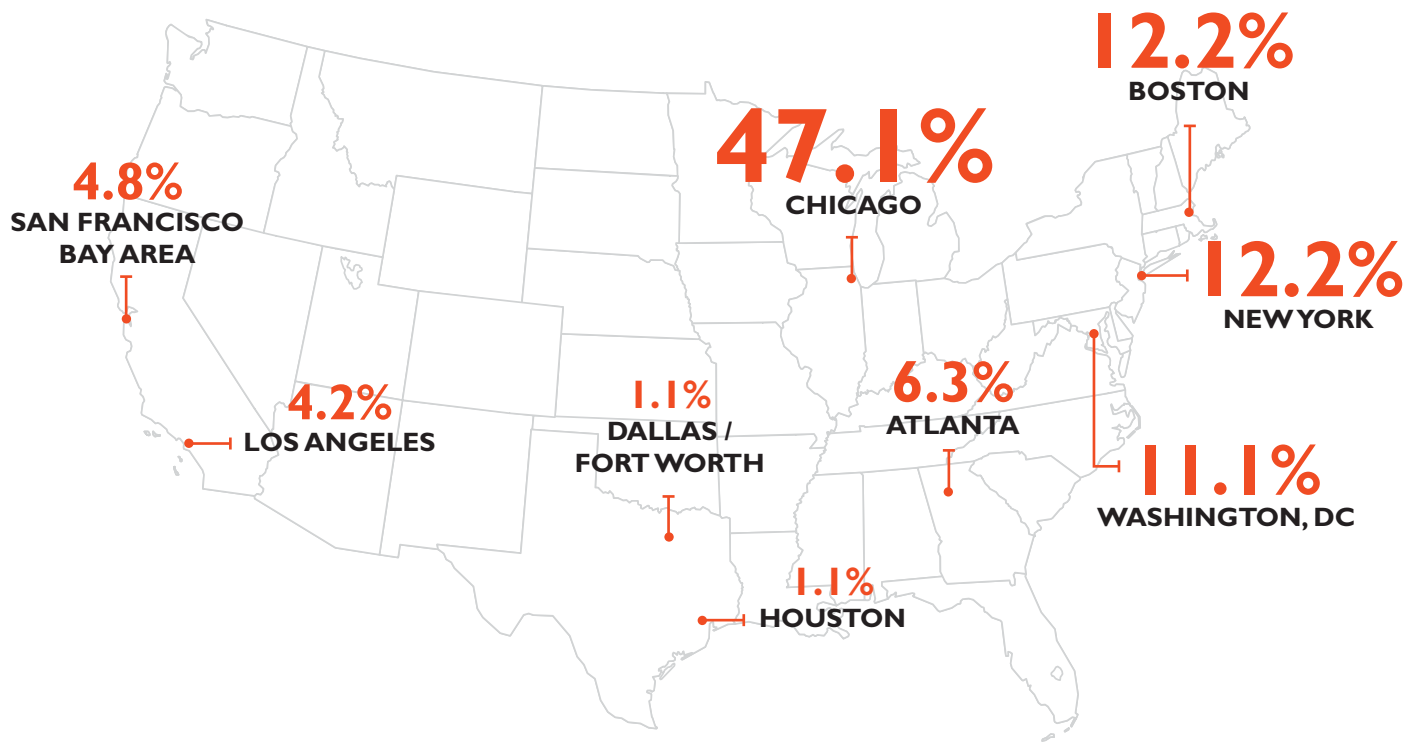 12.2%
BOSTON
47.1%
CHICAGO
4.8%
SAN FRANCISCO
BAY AREA
12.2%
NEW YORK
6.3%
ATLANTA
4.2%
LOS ANGELES
1.1%
DALLAS /
FORT WORTH
11.1%
WASHINGTON, DC
1.1%
HOUSTON